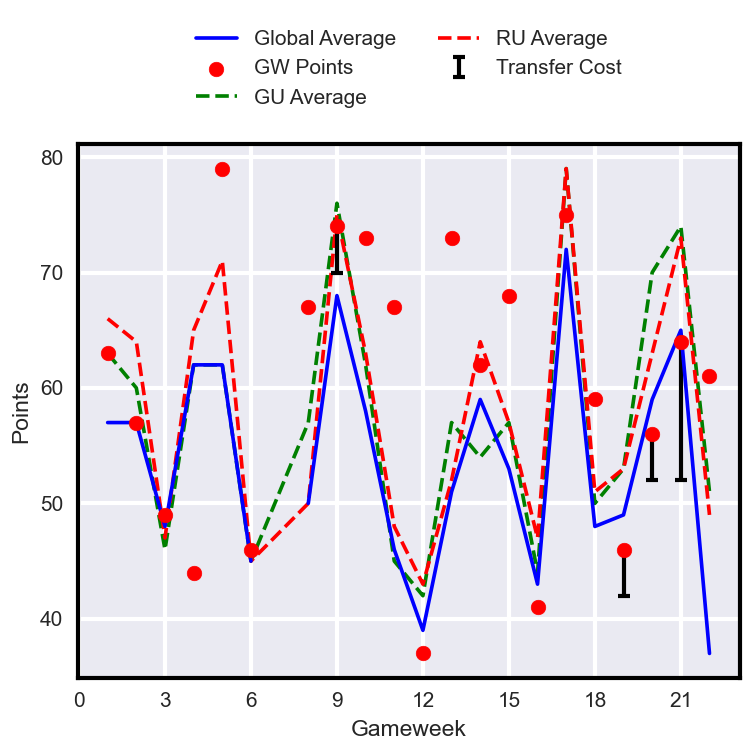 Global Average
GW Points
GU Average
RU Average
Transfer Cost
Points
80
70
60
50
40
0 3 6 9 12 15 18 21
Gameweek